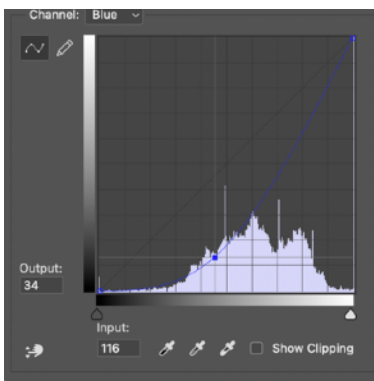 Channel: Blue
Output:
34
Input:
116
Show Clipping